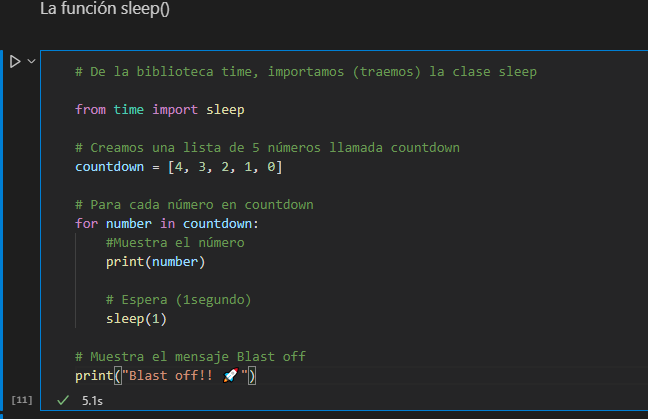 La función sleep()
# De la biblioteca time, importamos (traemos) la clase sleep
from time import sleep
# Creamos una lista de 5 números llamada countdown
countdown = [4, 3, 2, 1, 0]
# Para cada número en countdown
for number in countdown:
#Muestra el número
print(number)
# Espera (1segundo)
sleep(1)
# Muestra el mensaje Blast off
print("Blast off!! 🚀")
[11] ✓ 5.1s